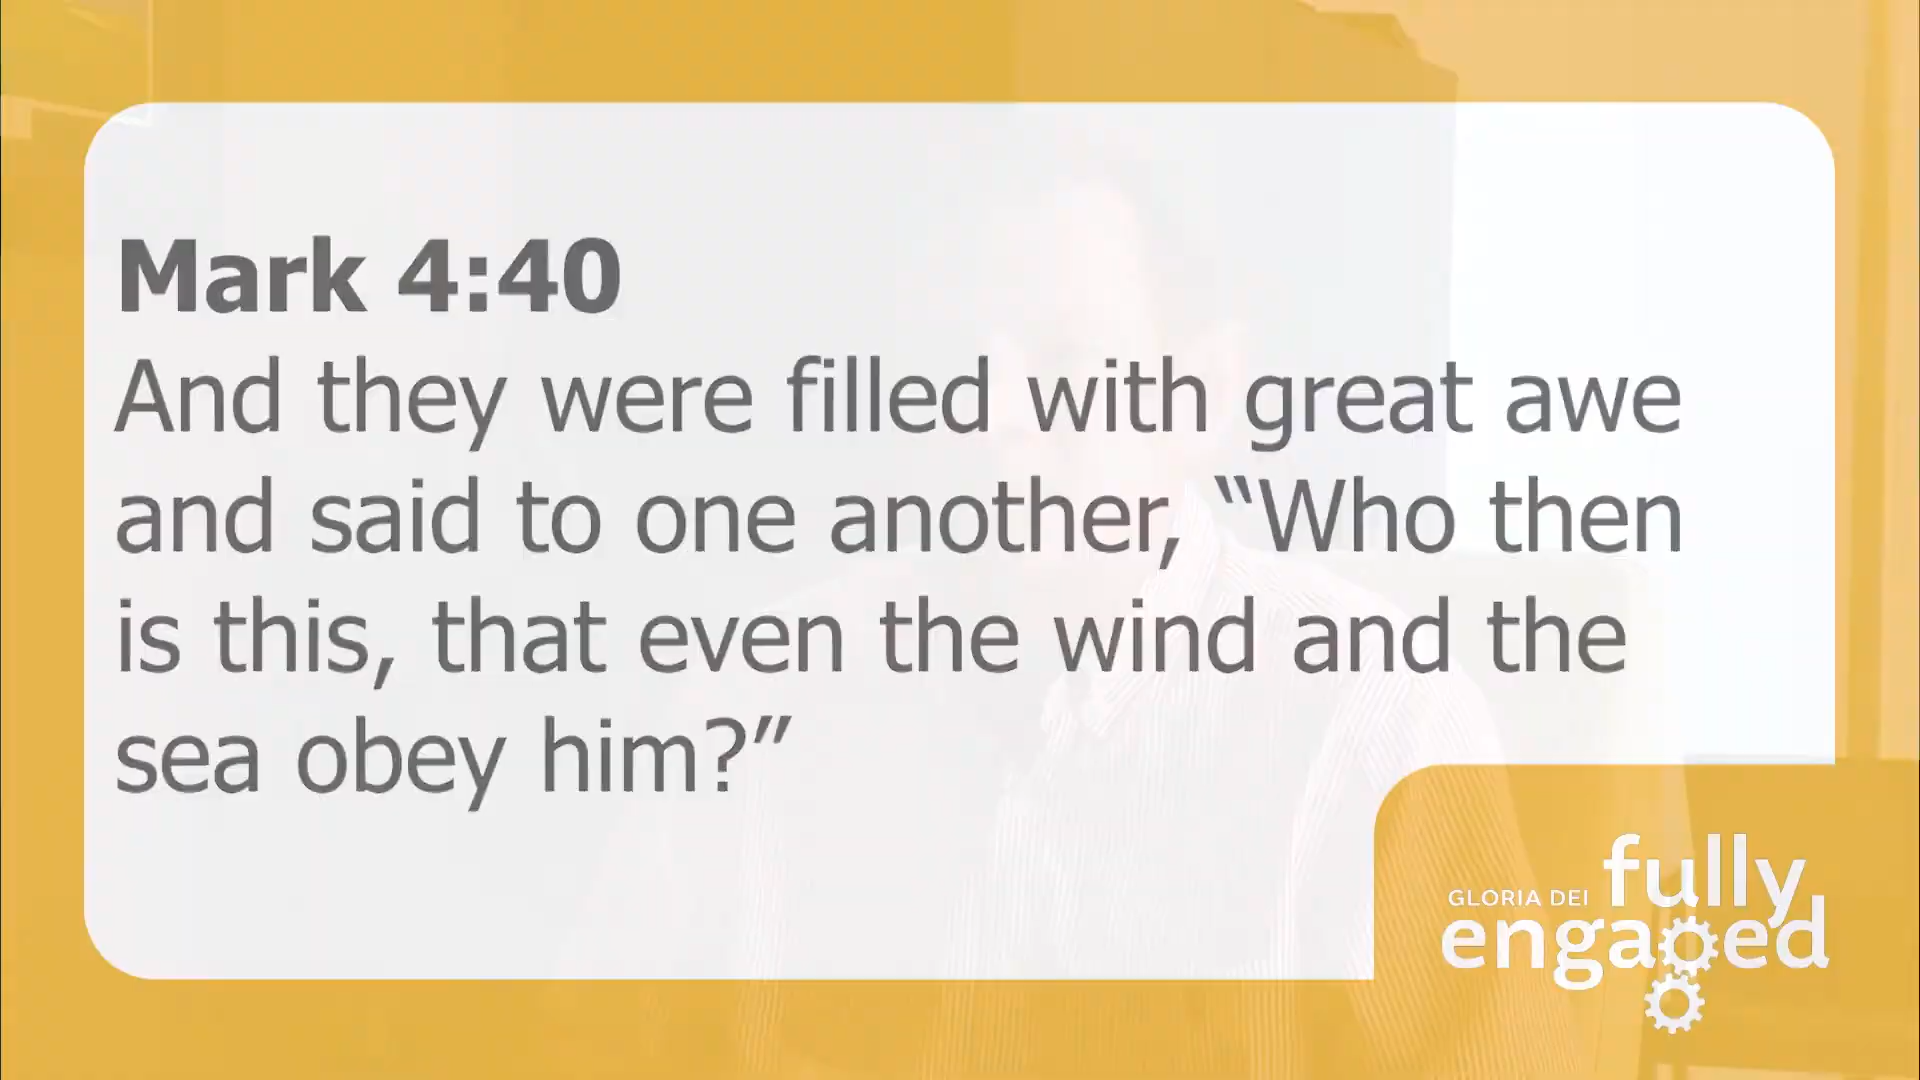 Mark 4:40
And they were filled with great awe
and said to one another, “Who then
is this, that even the wind and the
sea obey him?”
GLORIA DEI fully
engaged